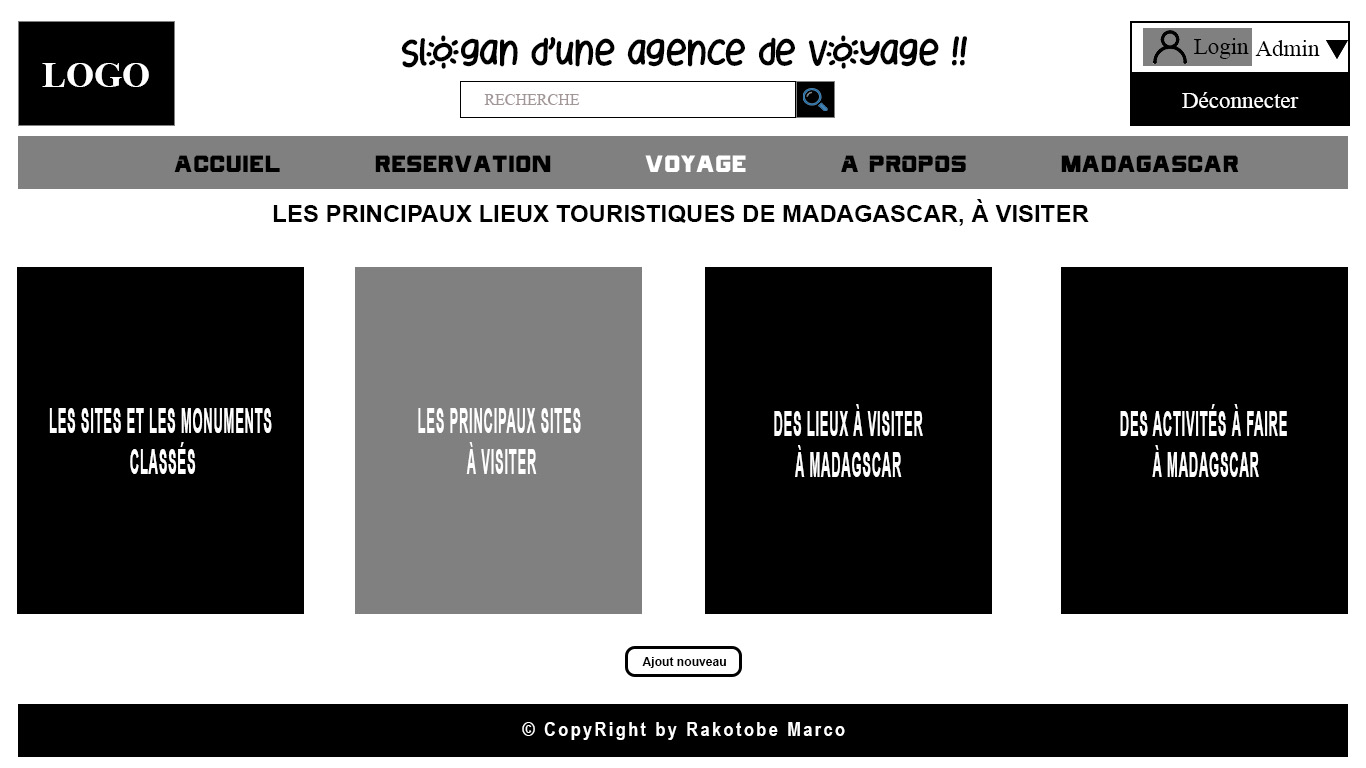 LOGO
slogan d'une agence de voyage !!
RECHERCHE
Login Admin
Déconnecter
ACCUIEL RESERVATION VOYAGE A PROPOS MADAGASCAR
LES PRINCIPAUX LIEUX TOURISTIQUES DE MADAGASCAR, À VISITER
LES SITES ET LES MONUMENTS
CLASSÉS
LES PRINCIPAUX SITES
À VISITER
DES LIEUX À VISITER
À MADAGSCAR
DES ACTIVITÉS À FAIRE
À MADAGSCAR
Ajout nouveau
© CopyRight by Rakotobe Marco